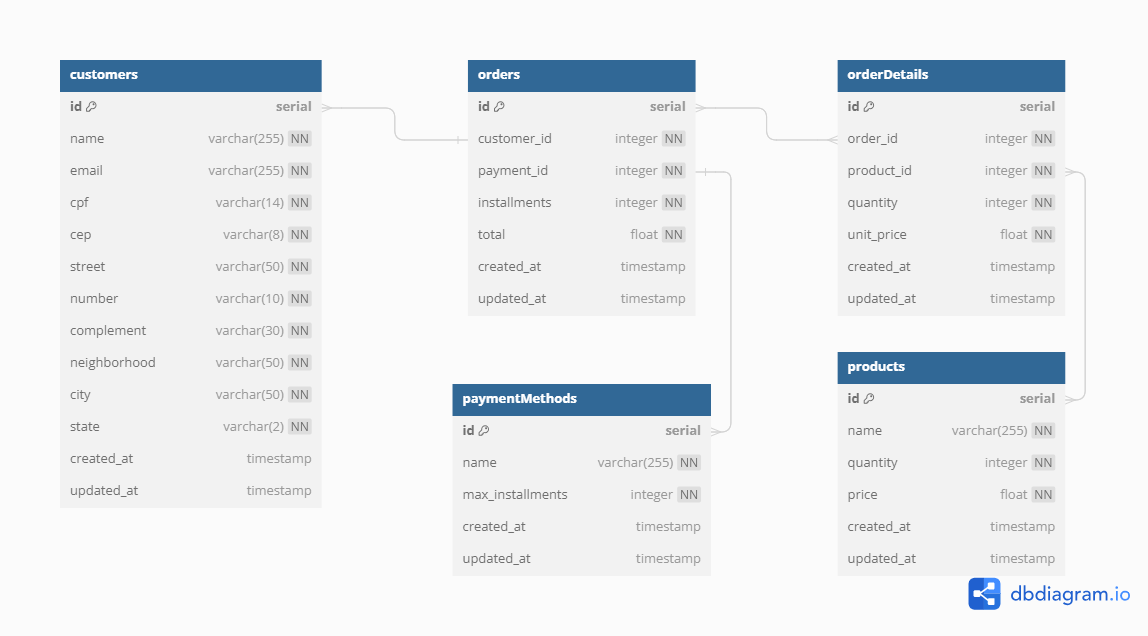 customers
id serial
name varchar(255) NN
email varchar(255) NN
cpf varchar(14) NN
cep varchar(8) NN
street varchar(50) NN
number varchar(10) NN
complement varchar(30) NN
neighborhood varchar(50) NN
city varchar(50) NN
state varchar(2) NN
created_at timestamp
updated_at timestamp
orders
id serial
customer_id integer NN
payment_id integer NN
installments integer NN
total float NN
created_at timestamp
updated_at timestamp
orderDetails
id serial
order_id integer NN
product_id integer NN
quantity integer NN
unit_price float NN
created_at timestamp
updated_at timestamp
paymentMethods
id serial
name varchar(255) NN
max_installments integer NN
created_at timestamp
updated_at timestamp
products
id serial
name varchar(255) NN
quantity integer NN
price float NN
created_at timestamp
updated_at timestamp
dbdiagram.io